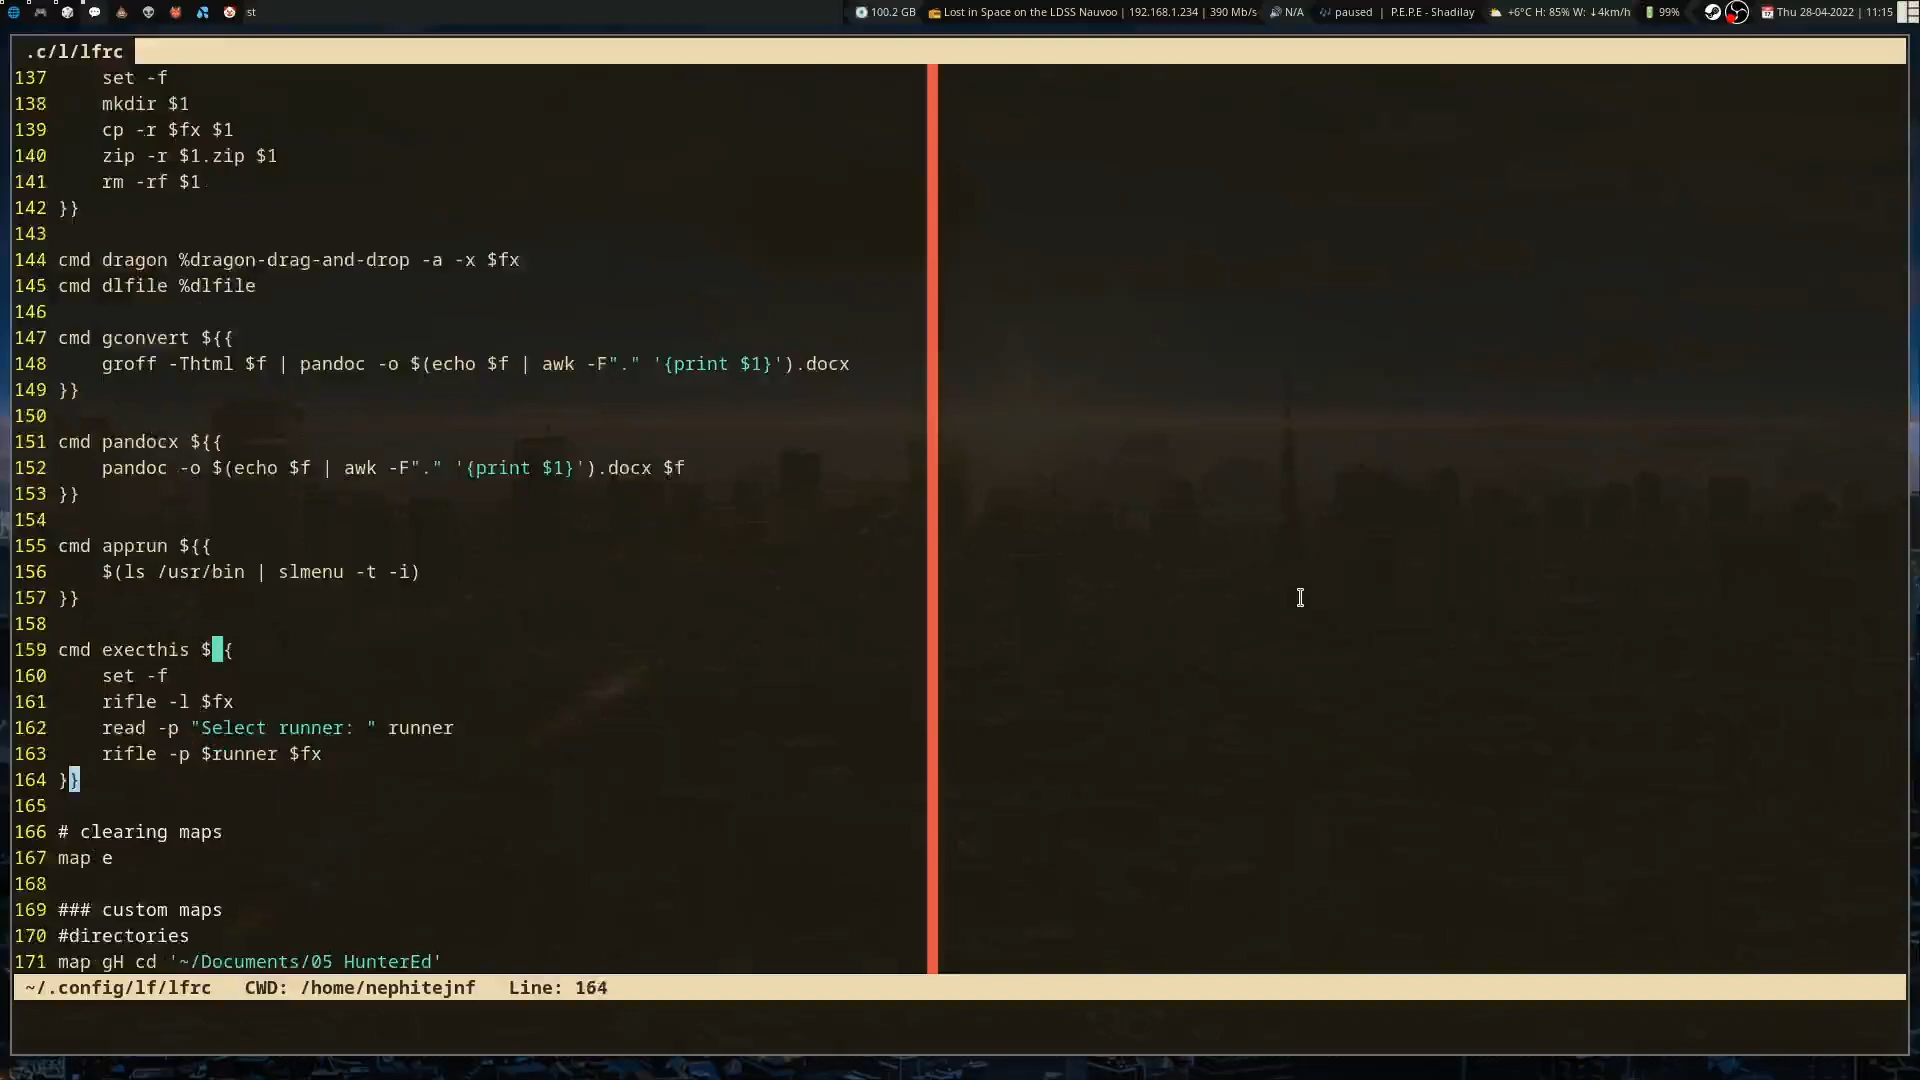 st
100.2 GB
Lost in Space on the LDSS Nauvoo | 192.168.1.234 | 390 Mb/s
N/A
paused | P.E.P.E - Shadilay
+6°C H: 85% W: ↓4km/h
99%
Thu 28-04-2022 | 11:15
.c/l/lfrc
137     set -f
138     mkdir $1
139     cp -r $fx $1
140     zip -r $1.zip $1
141     rm -rf $1
142 }}
143
144 cmd dragon %dragon-drag-and-drop -a -x $fx
145 cmd dlfile %dlfile
146
147 cmd gconvert ${{
148     groff -Thtml $f | pandoc -o $(echo $f | awk -F"." '{print $1}').docx
149 }}
150
151 cmd pandocx ${{
152     pandoc -o $(echo $f | awk -F"." '{print $1}').docx $f
153 }}
154
155 cmd apprun ${{
156     $(ls /usr/bin | slmenu -t -i)
157 }}
158
159 cmd execthis ${{
160     set -f
161     rifle -l $fx
162     read -p "Select runner: " runner
163     rifle -p $runner $fx
164 }}
165
166 # clearing maps
167 map e
168
169 ### custom maps
170 #directories
171 map gH cd '~/Documents/05 HunterEd'
~/.config/lf/lfrc   CWD: /home/nephitejnf   Line: 164